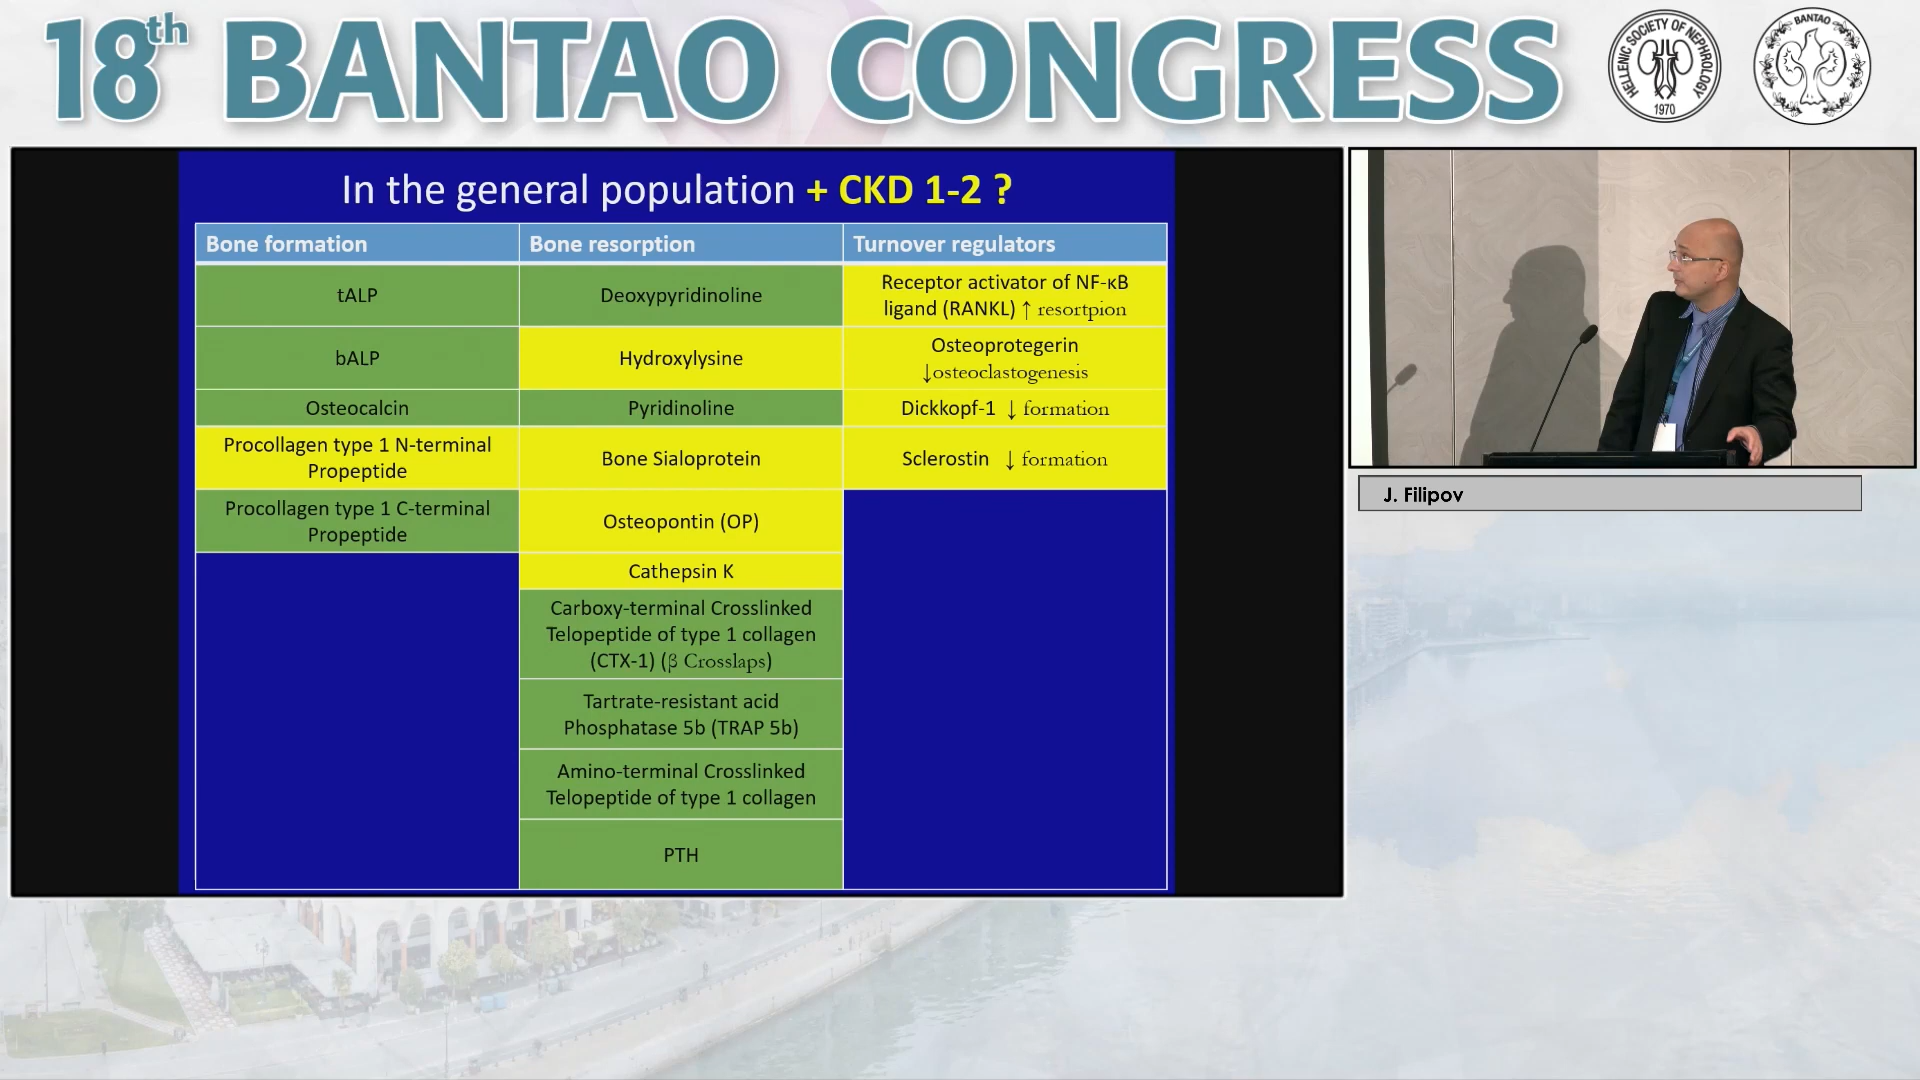 18th BANTAO CONGRESS
HELLENIC SOCIETY OF NEPHROLOGY
1970
BANTAO
In the general population + CKD 1-2 ?
Bone formation
Bone resorption
Turnover regulators
tALP
Deoxypyridinoline
Receptor activator of NF-κB
ligand (RANKL) ↑ resortpion
bALP
Hydroxylysine
Osteoprotegerin
↓osteoclastogenesis
Osteocalcin
Pyridinoline
Dickkopf-1 ↓ formation
Procollagen type 1 N-terminal
Propeptide
Bone Sialoprotein
Sclerostin ↓ formation
Procollagen type 1 C-terminal
Propeptide
Osteopontin (OP)
Cathepsin K
Carboxy-terminal Crosslinked
Telopeptide of type 1 collagen
(CTX-1) (β Crosslaps)
Tartrate-resistant acid
Phosphatase 5b (TRAP 5b)
Amino-terminal Crosslinked
Telopeptide of type 1 collagen
PTH
J. Filipov